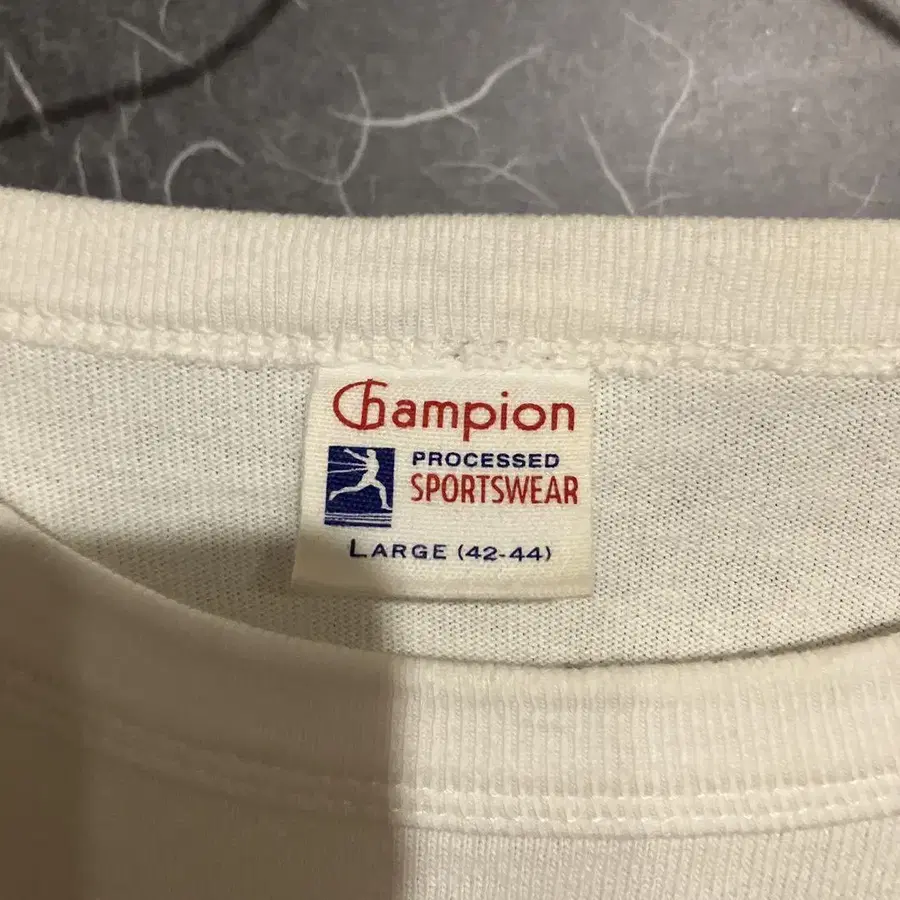 Champion
PROCESSED
SPORTSWEAR
LARGE (42-44)